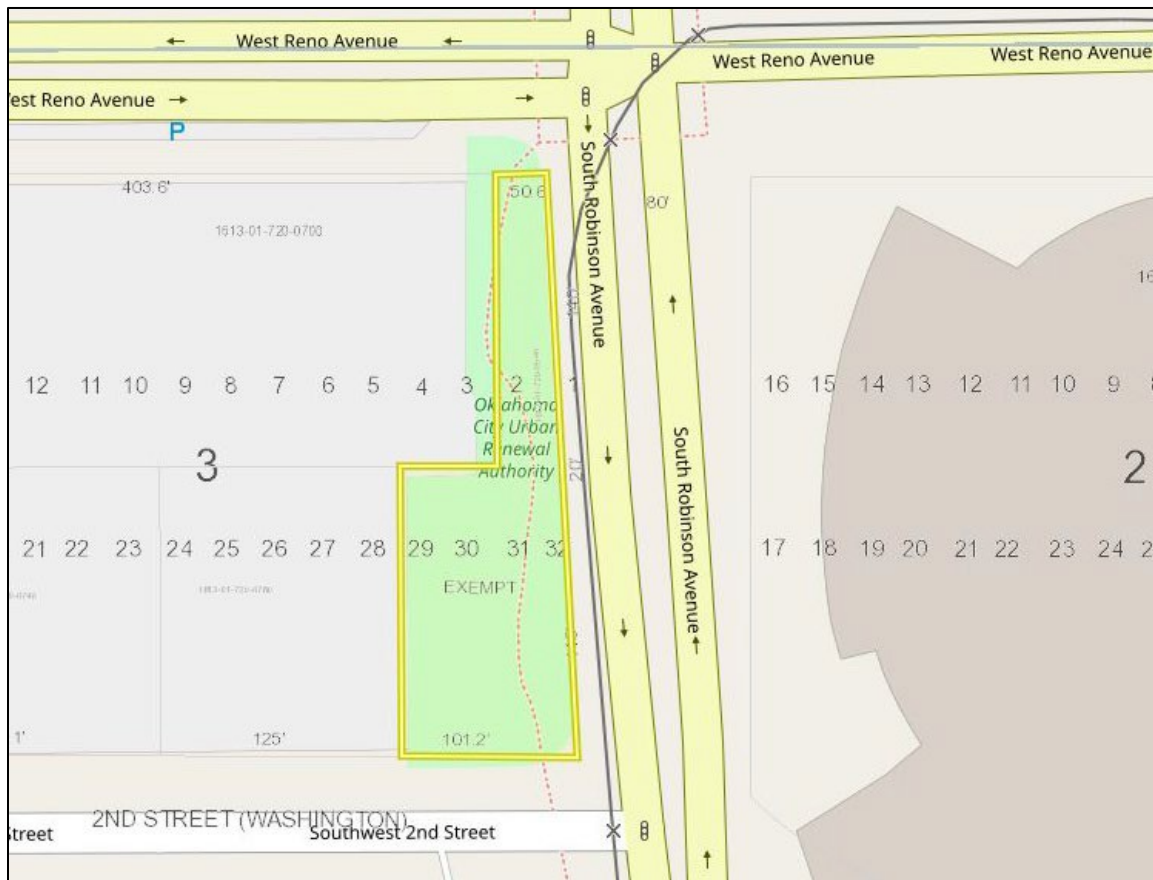 West Reno Avenue
West Reno Avenue
West Reno Avenue
est Reno Avenue
P
403.6'
50.6
80'
1613-01-720-0700
South Robinson Avenue
16
12 11 10 9 8 7 6 5 4 3 2 1
16 15 14 13 12 11 10 9 8
Oklahoma
City Urban
Renewal
Authority
3
2
South Robinson Avenue
21 22 23 24 25 26 27 28 29 30 31 32
17 18 19 20 21 22 23 24 2
EXEMPT
1'
125'
101.2'
2ND STREET (WASHINGTON)
Street
Southwest 2nd Street